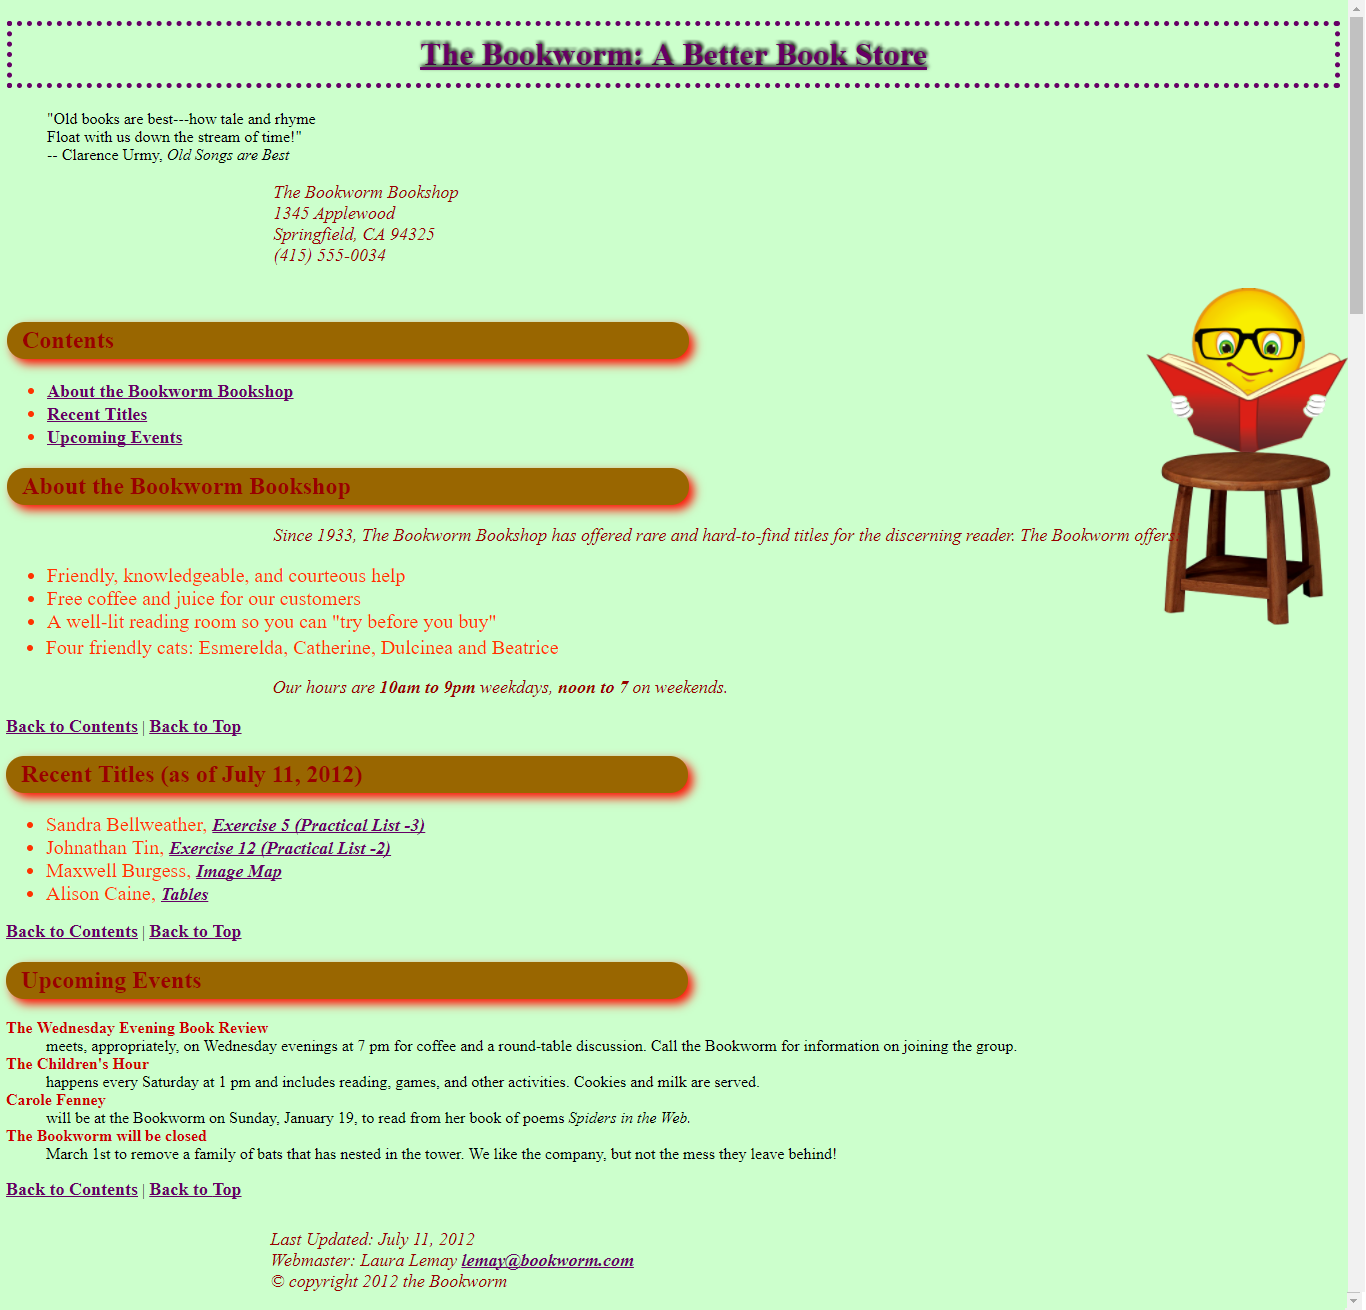 The Bookworm: A Better Book Store
"Old books are best---how tale and rhyme
Float with us down the stream of time!"
-- Clarence Urmy, Old Songs are Best
The Bookworm Bookshop
1345 Applewood
Springfield, CA 94325
(415) 555-0034
Contents
About the Bookworm Bookshop
Recent Titles
Upcoming Events
About the Bookworm Bookshop
Since 1933, The Bookworm Bookshop has offered rare and hard-to-find titles for the discerning reader. The Bookworm offers:
Friendly, knowledgeable, and courteous help
Free coffee and juice for our customers
A well-lit reading room so you can "try before you buy"
Four friendly cats: Esmerelda, Catherine, Dulcinea and Beatrice
Our hours are 10am to 9pm weekdays, noon to 7 on weekends.
Back to Contents | Back to Top
Recent Titles (as of July 11, 2012)
Sandra Bellweather, Exercise 5 (Practical List -3)
Johnathan Tin, Exercise 12 (Practical List -2)
Maxwell Burgess, Image Map
Alison Caine, Tables
Back to Contents | Back to Top
Upcoming Events
The Wednesday Evening Book Review
meets, appropriately, on Wednesday evenings at 7 pm for coffee and a round-table discussion. Call the Bookworm for information on joining the group.
The Children's Hour
happens every Saturday at 1 pm and includes reading, games, and other activities. Cookies and milk are served.
Carole Fenney
will be at the Bookworm on Sunday, January 19, to read from her book of poems Spiders in the Web.
The Bookworm will be closed
March 1st to remove a family of bats that has nested in the tower. We like the company, but not the mess they leave behind!
Back to Contents | Back to Top
Last Updated: July 11, 2012
Webmaster: Laura Lemay lemay@bookworm.com
© copyright 2012 the Bookworm